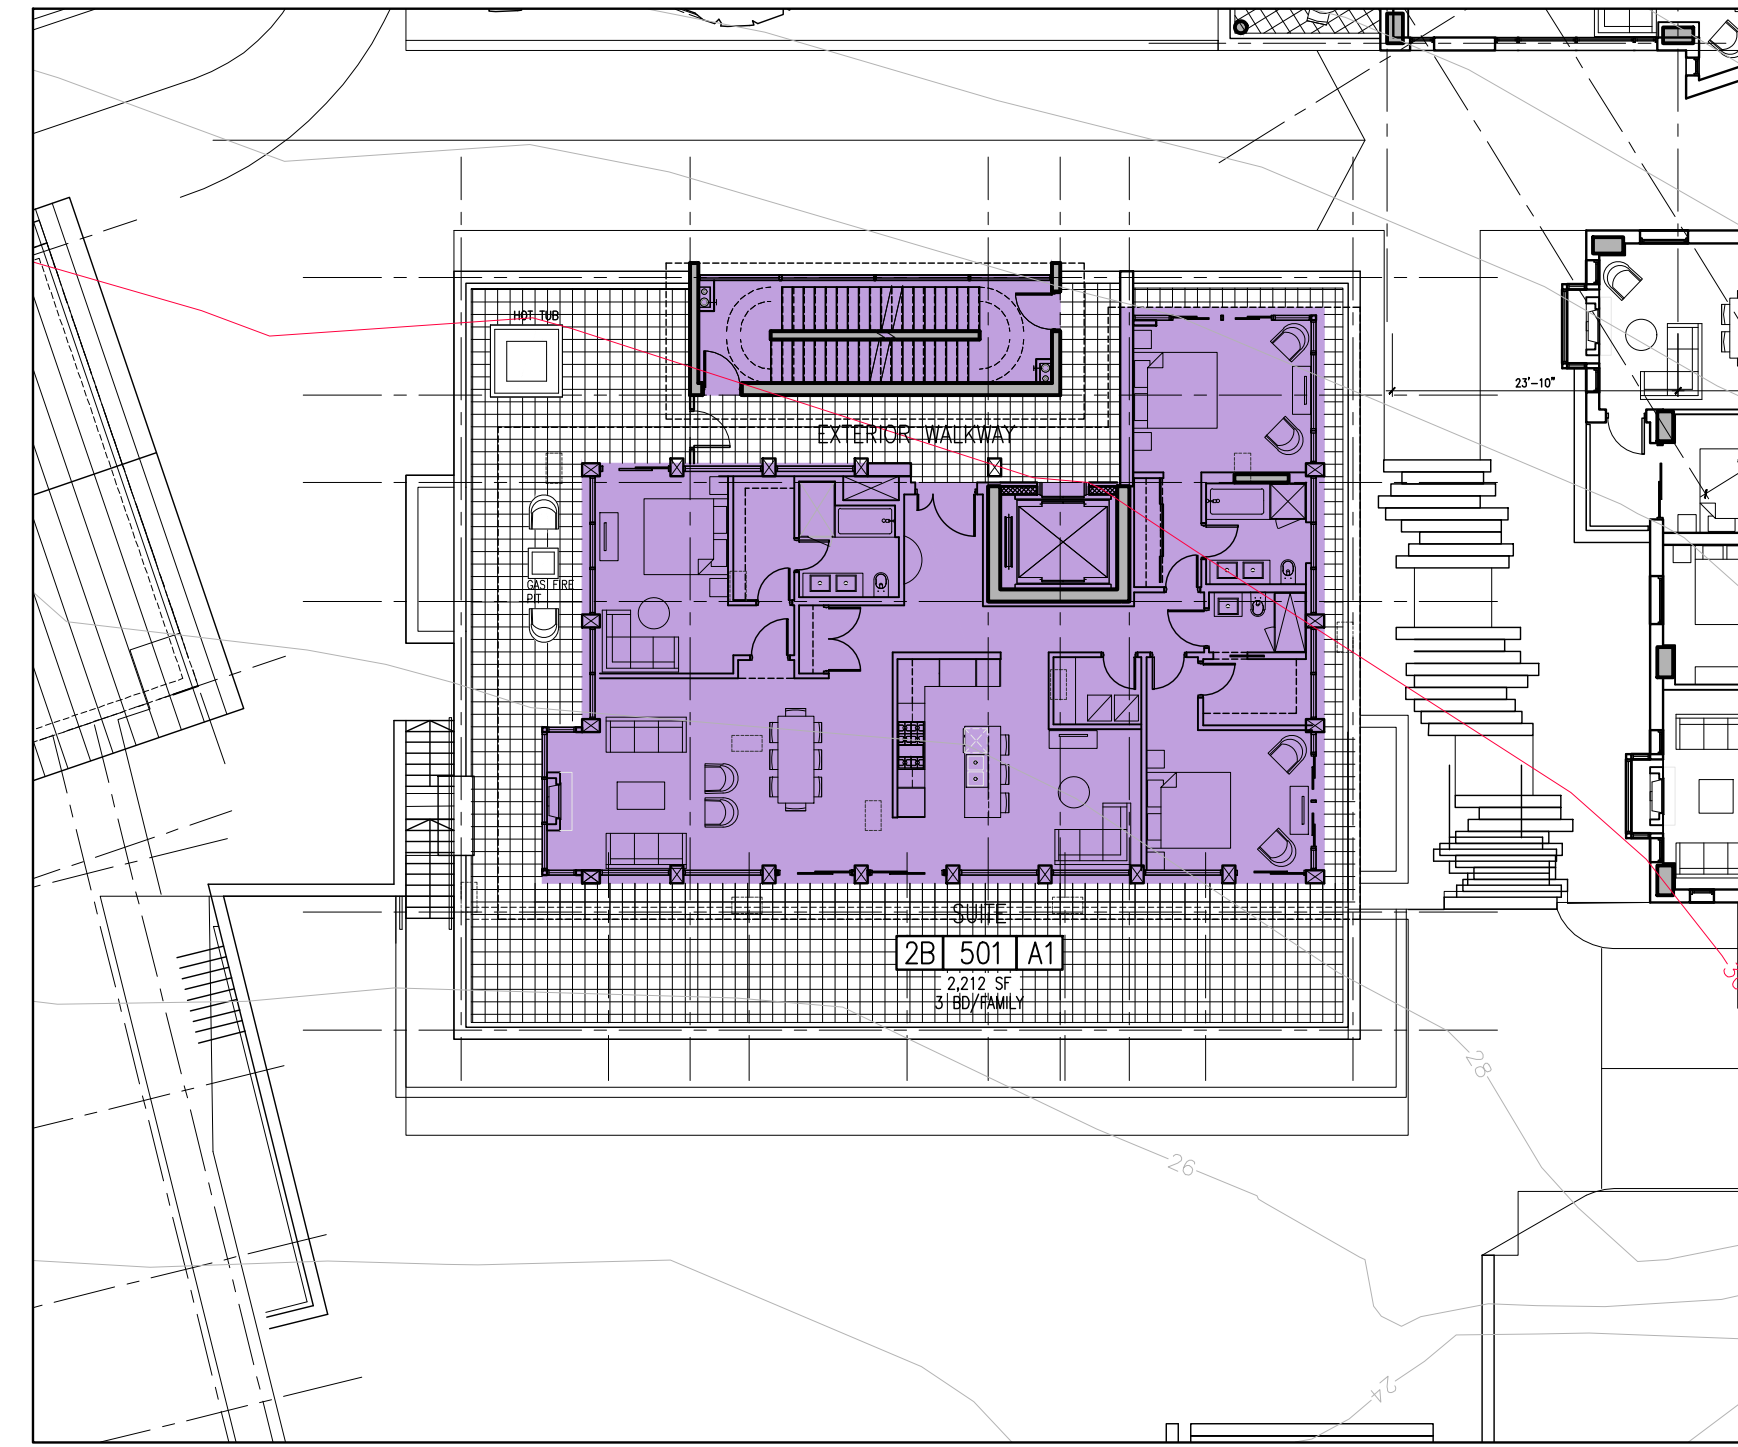 HOT TUB
23'-10"
EXTERIOR WALKWAY
GAS FIRE
PIT
SUITE
2B 501 A1
2,212 SF
3 BD/FAMILY
28
26
24